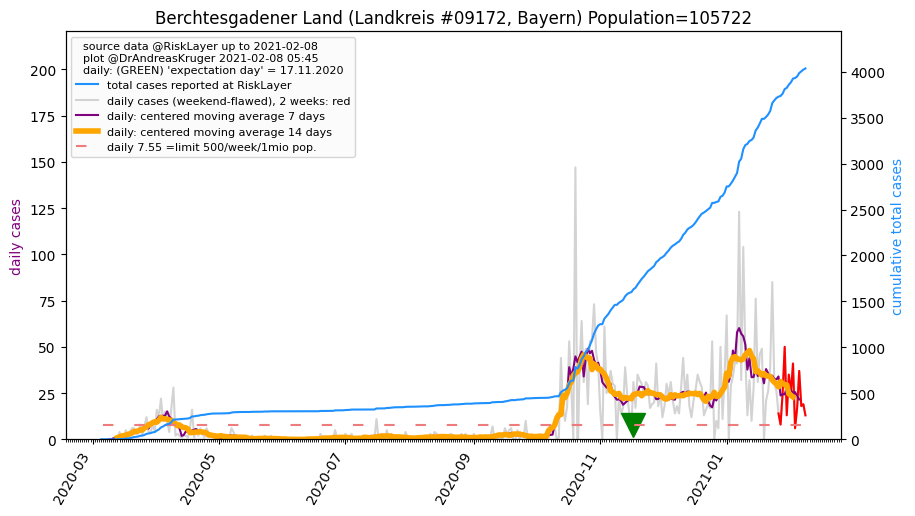 Berchtesgadener Land (Landkreis #09172, Bayern) Population=105722
source data @RiskLayer up to 2021-02-08
plot @DrAndreasKruger 2021-02-08 05:45
daily: (GREEN) 'expectation day' = 17.11.2020
total cases reported at RiskLayer
daily cases (weekend-flawed), 2 weeks: red
daily: centered moving average 7 days
daily: centered moving average 14 days
daily 7.55 =limit 500/week/1mio pop.
daily cases
200
175
150
125
100
75
50
25
0
cumulative total cases
4000
3500
3000
2500
2000
1500
1000
500
0
2020-03
2020-05
2020-07
2020-09
2020-11
2021-01